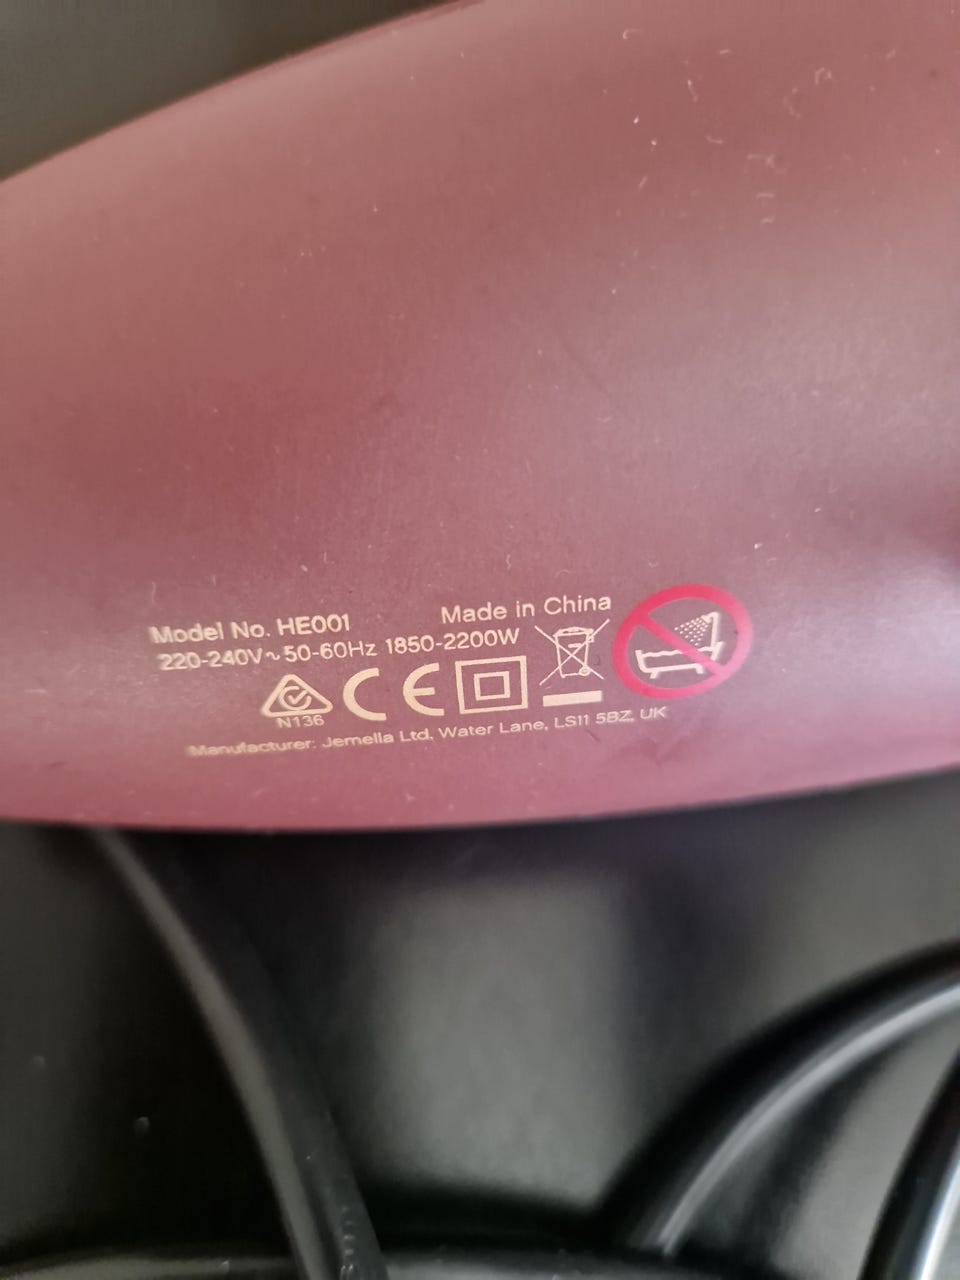 Model No. HE001
Made in China
220-240V~50-60Hz 1850-2200W
CE
N136
Manufacturer: Jemella Ltd, Water Lane, LS11 5BZ, UK